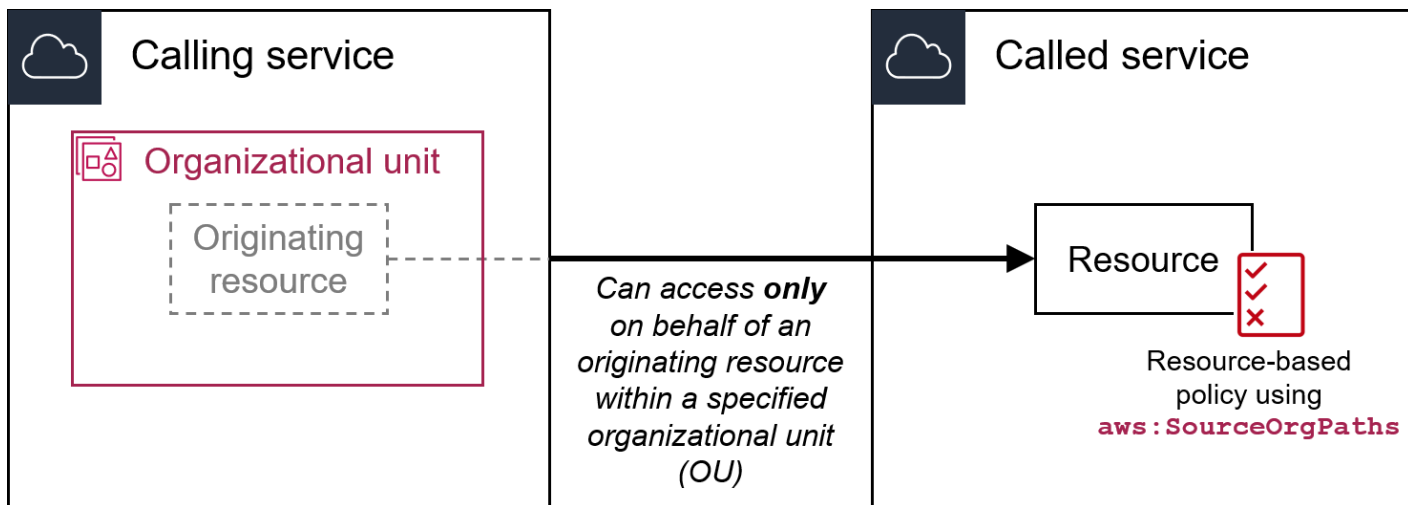 Calling service
Organizational unit
Originating
resource
Can access only
on behalf of an
originating resource
within a specified
organizational unit
(OU)
Called service
Resource
Resource-based
policy using
aws:SourceOrgPaths